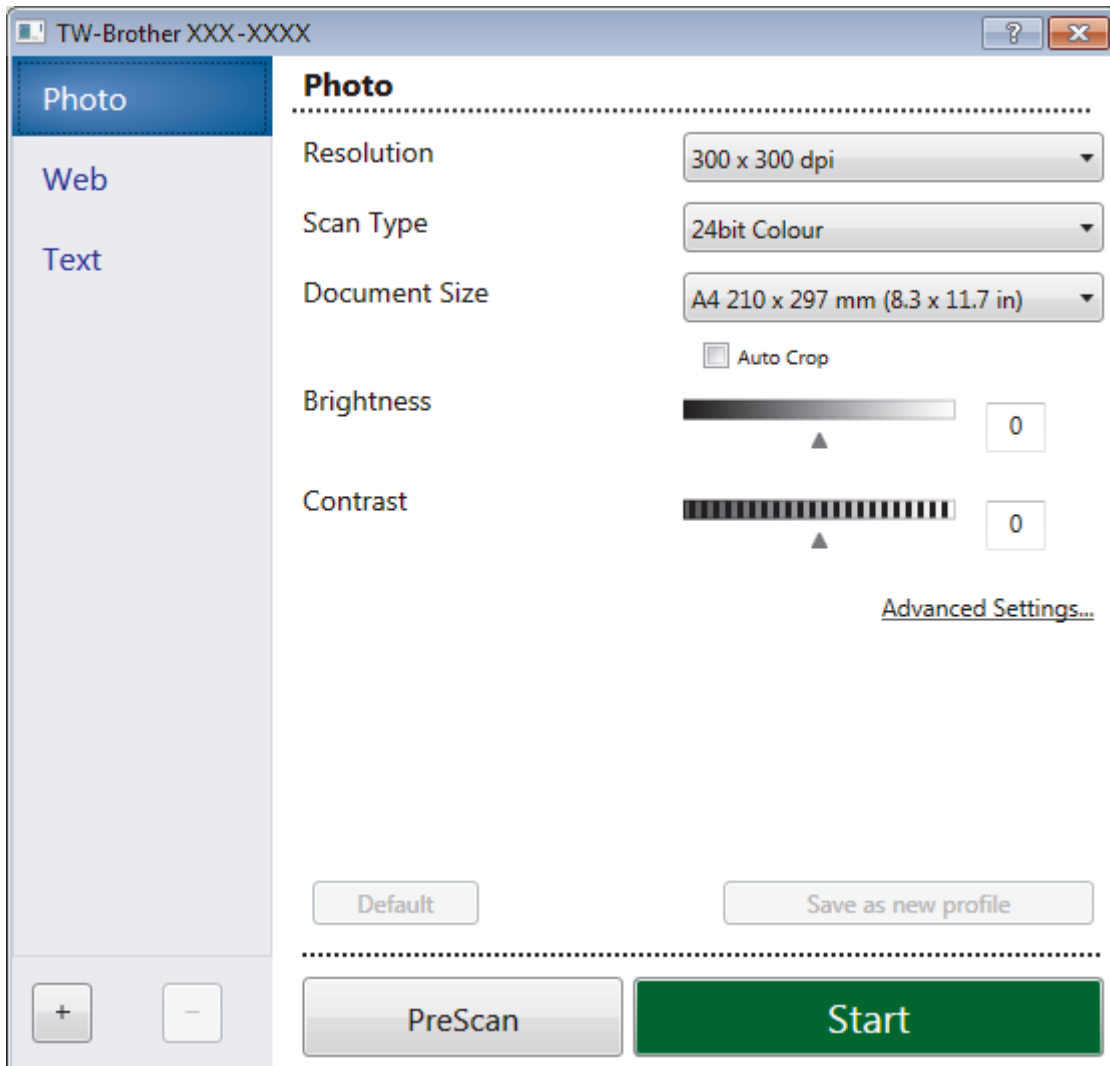 TW-Brother XXX-XXXX
?
Photo
Web
Text
Photo
Resolution
300 x 300 dpi
Scan Type
24bit Colour
Document Size
A4 210 x 297 mm (8.3 x 11.7 in)
Auto Crop
Brightness
0
Contrast
0
Advanced Settings...
Default
Save as new profile
+
−
PreScan
Start